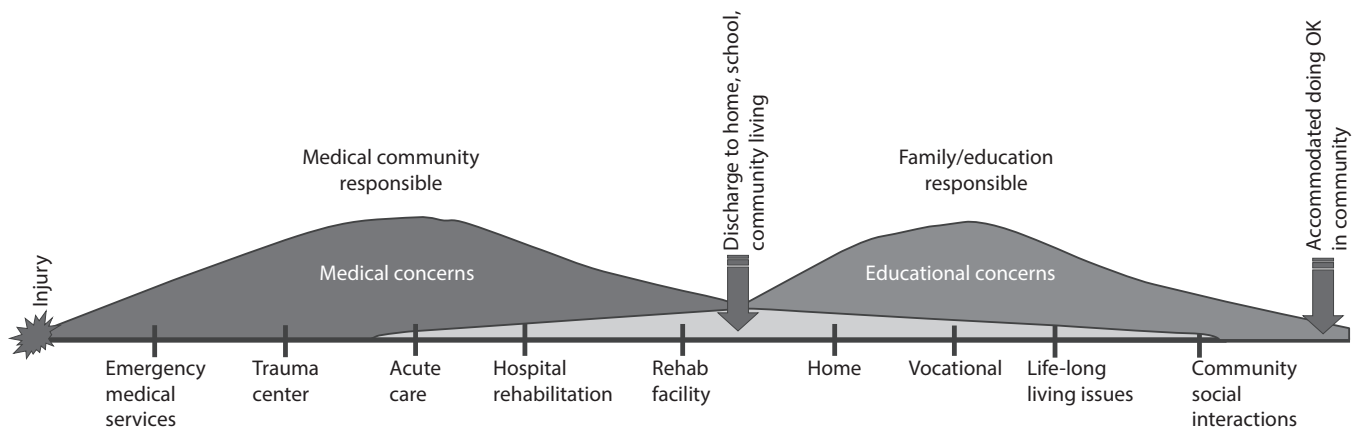 Injury
Medical community
responsible
Medical concerns
Discharge to home, school,
community living
Family/education
responsible
Educational concerns
Accommodated doing OK
in community
Emergency
medical
services
Trauma
center
Acute
care
Hospital
rehabilitation
Rehab
facility
Home
Vocational
Life-long
living issues
Community
social
interactions